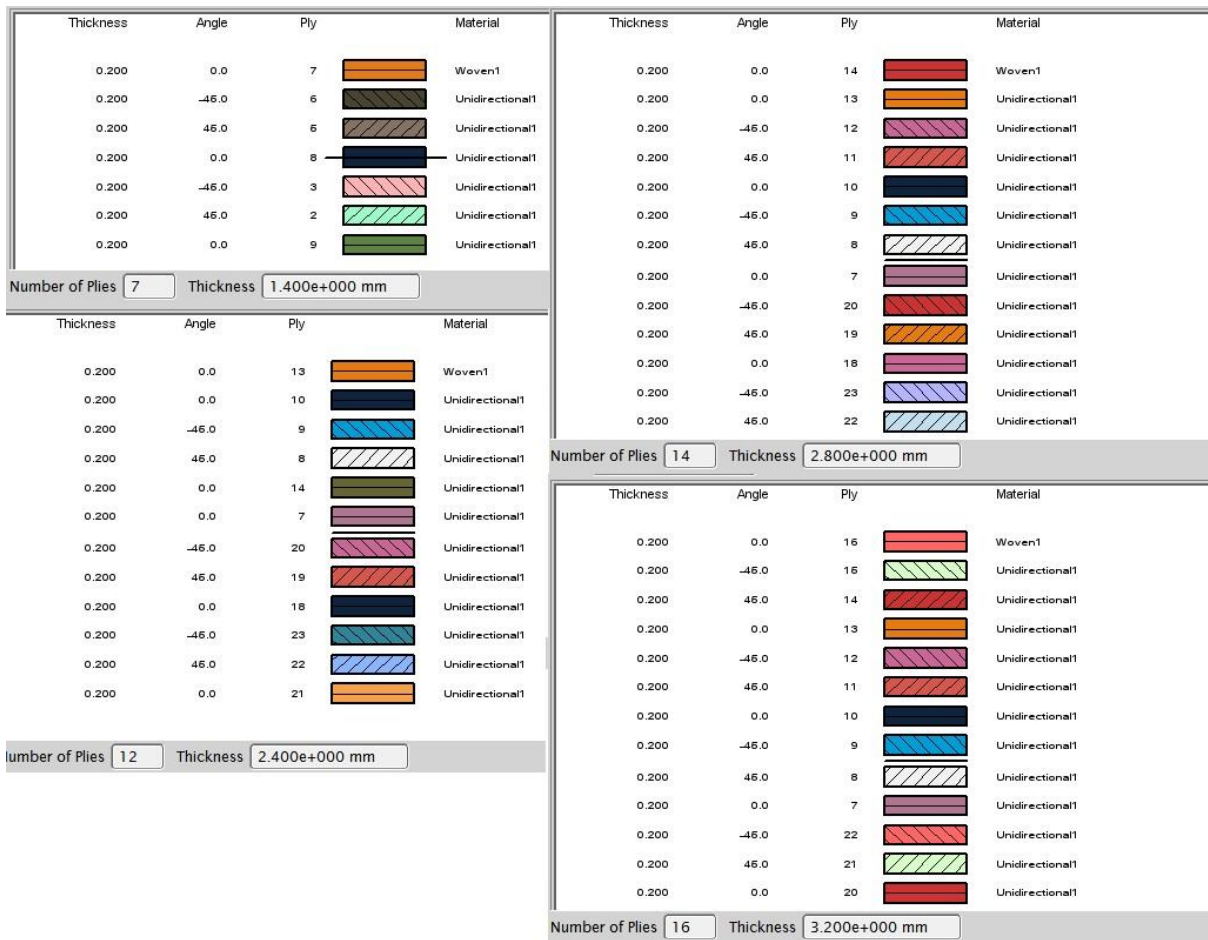 Thickness Angle Ply Material
0.200 0.0 7 Woven1
0.200 -45.0 6 Unidirectional1
0.200 45.0 5 Unidirectional1
0.200 0.0 8 Unidirectional1
0.200 -45.0 3 Unidirectional1
0.200 45.0 2 Unidirectional1
0.200 0.0 9 Unidirectional1
Number of Plies 7 Thickness 1.400e+000 mm
Thickness Angle Ply Material
0.200 0.0 13 Woven1
0.200 0.0 10 Unidirectional1
0.200 -45.0 9 Unidirectional1
0.200 45.0 8 Unidirectional1
0.200 0.0 14 Unidirectional1
0.200 0.0 7 Unidirectional1
0.200 -45.0 20 Unidirectional1
0.200 45.0 19 Unidirectional1
0.200 0.0 18 Unidirectional1
0.200 -45.0 23 Unidirectional1
0.200 45.0 22 Unidirectional1
0.200 0.0 21 Unidirectional1
umber of Plies 12 Thickness 2.400e+000 mm
Thickness Angle Ply Material
0.200 0.0 14 Woven1
0.200 0.0 13 Unidirectional1
0.200 -45.0 12 Unidirectional1
0.200 45.0 11 Unidirectional1
0.200 0.0 10 Unidirectional1
0.200 -45.0 9 Unidirectional1
0.200 45.0 8 Unidirectional1
0.200 0.0 7 Unidirectional1
0.200 -45.0 20 Unidirectional1
0.200 45.0 19 Unidirectional1
0.200 0.0 18 Unidirectional1
0.200 -45.0 23 Unidirectional1
0.200 45.0 22 Unidirectional1
Number of Plies 14 Thickness 2.800e+000 mm
Thickness Angle Ply Material
0.200 0.0 16 Woven1
0.200 -45.0 15 Unidirectional1
0.200 45.0 14 Unidirectional1
0.200 0.0 13 Unidirectional1
0.200 -45.0 12 Unidirectional1
0.200 45.0 11 Unidirectional1
0.200 0.0 10 Unidirectional1
0.200 -45.0 9 Unidirectional1
0.200 45.0 8 Unidirectional1
0.200 0.0 7 Unidirectional1
0.200 -45.0 22 Unidirectional1
0.200 45.0 21 Unidirectional1
0.200 0.0 20 Unidirectional1
Number of Plies 16 Thickness 3.200e+000 mm